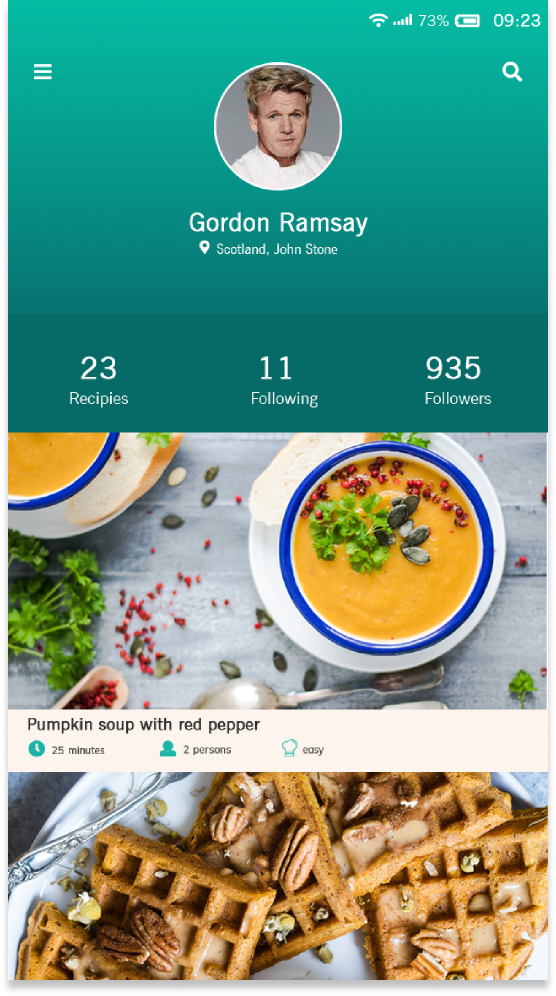 73% 09:23
Gordon Ramsay
Scotland, John Stone
23 11 935
Recipies Following Followers
Pumpkin soup with red pepper
25 minutes 2 persons easy